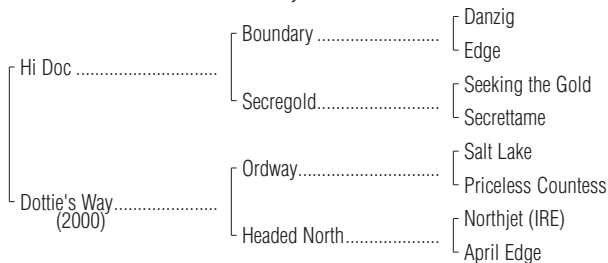 Danzig
Boundary
Edge
Hi Doc
Seeking the Gold
Secregold
Secrettame
Salt Lake
Ordway
Priceless Countess
Dottie's Way
(2000)
Northjet (IRE)
Headed North
April Edge